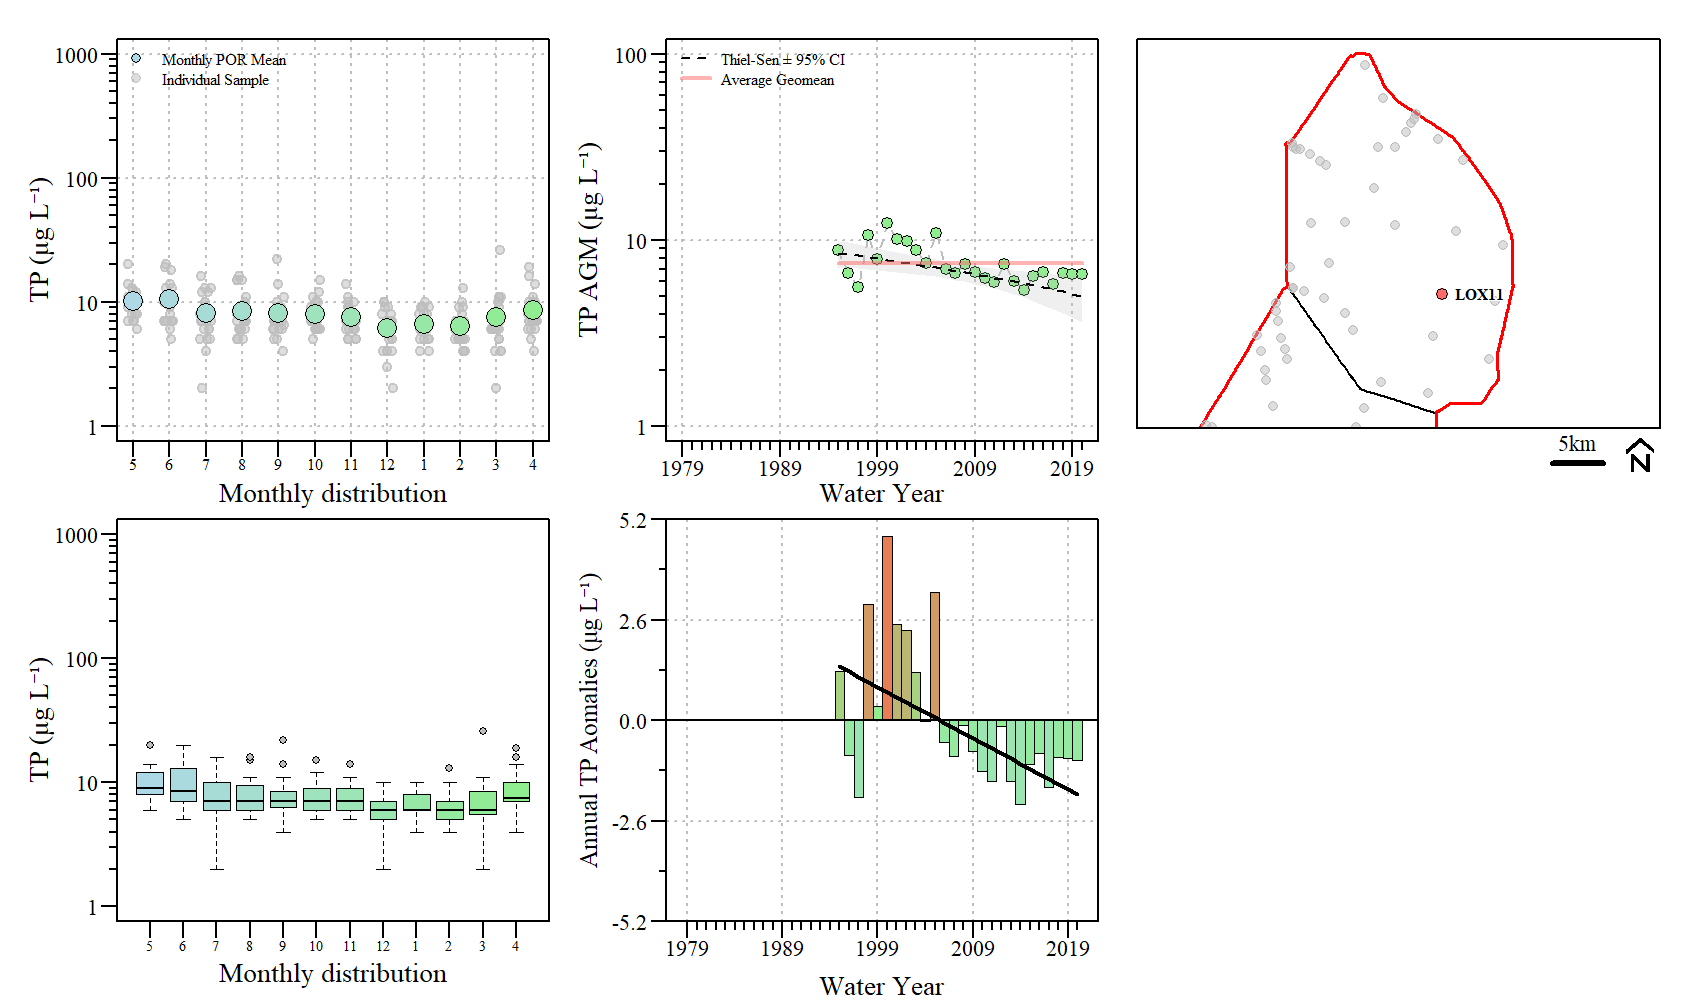 1000
100
10
1
TP (µg L⁻¹)
Monthly POR Mean
Individual Sample
5 6 7 8 9 10 11 12 1 2 3 4
Monthly distribution
100
10
1
TP AGM (µg L⁻¹)
Thiel-Sen ± 95% CI
Average Geomean
1979 1989 1999 2009 2019
Water Year
LOX11
5km
N
1000
100
10
1
TP (µg L⁻¹)
5 6 7 8 9 10 11 12 1 2 3 4
Monthly distribution
5.2
2.6
0.0
-2.6
-5.2
Annual TP Aomalies (µg L⁻¹)
1979 1989 1999 2009 2019
Water Year